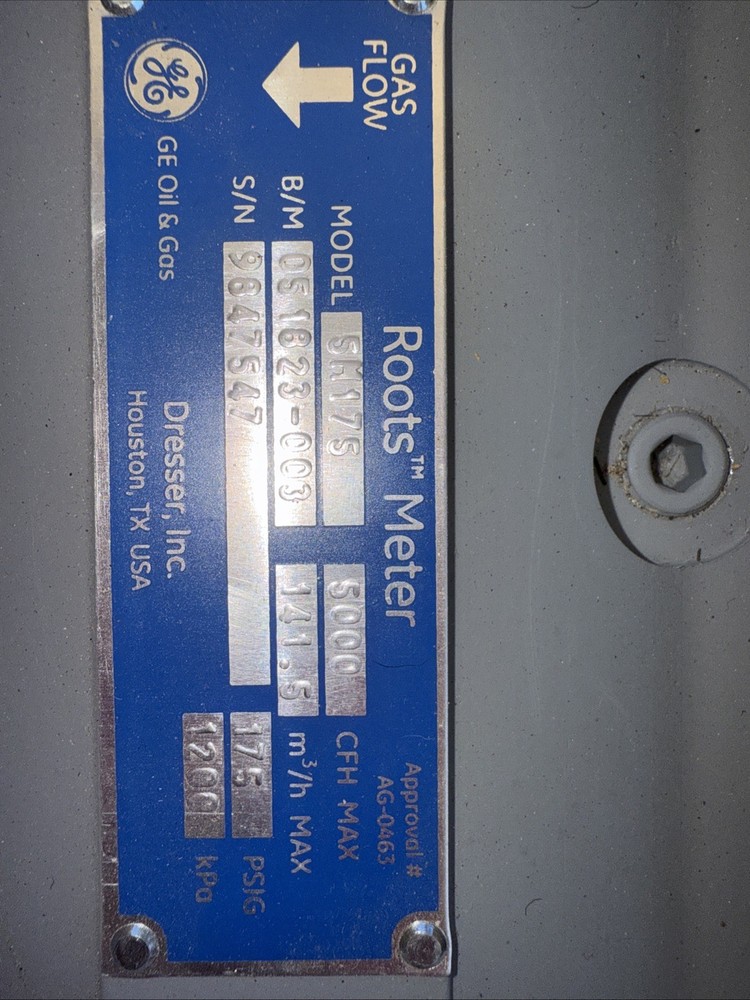 GE
GE Oil & Gas
GAS
FLOW
Roots™ Meter
Approval #
AG-0463
MODEL 5M175 5000 CFH MAX
B/M 051823-003 141.5 m³/h MAX
S/N 9647547 175 PSIG
1200 kPa
Dresser, Inc.
Houston, TX USA